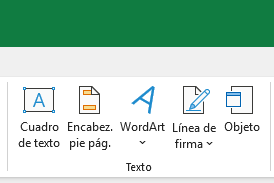 A
A
Cuadro
de texto
Encabez.
pie pág.
WordArt
Línea de
firma
Objeto
Texto